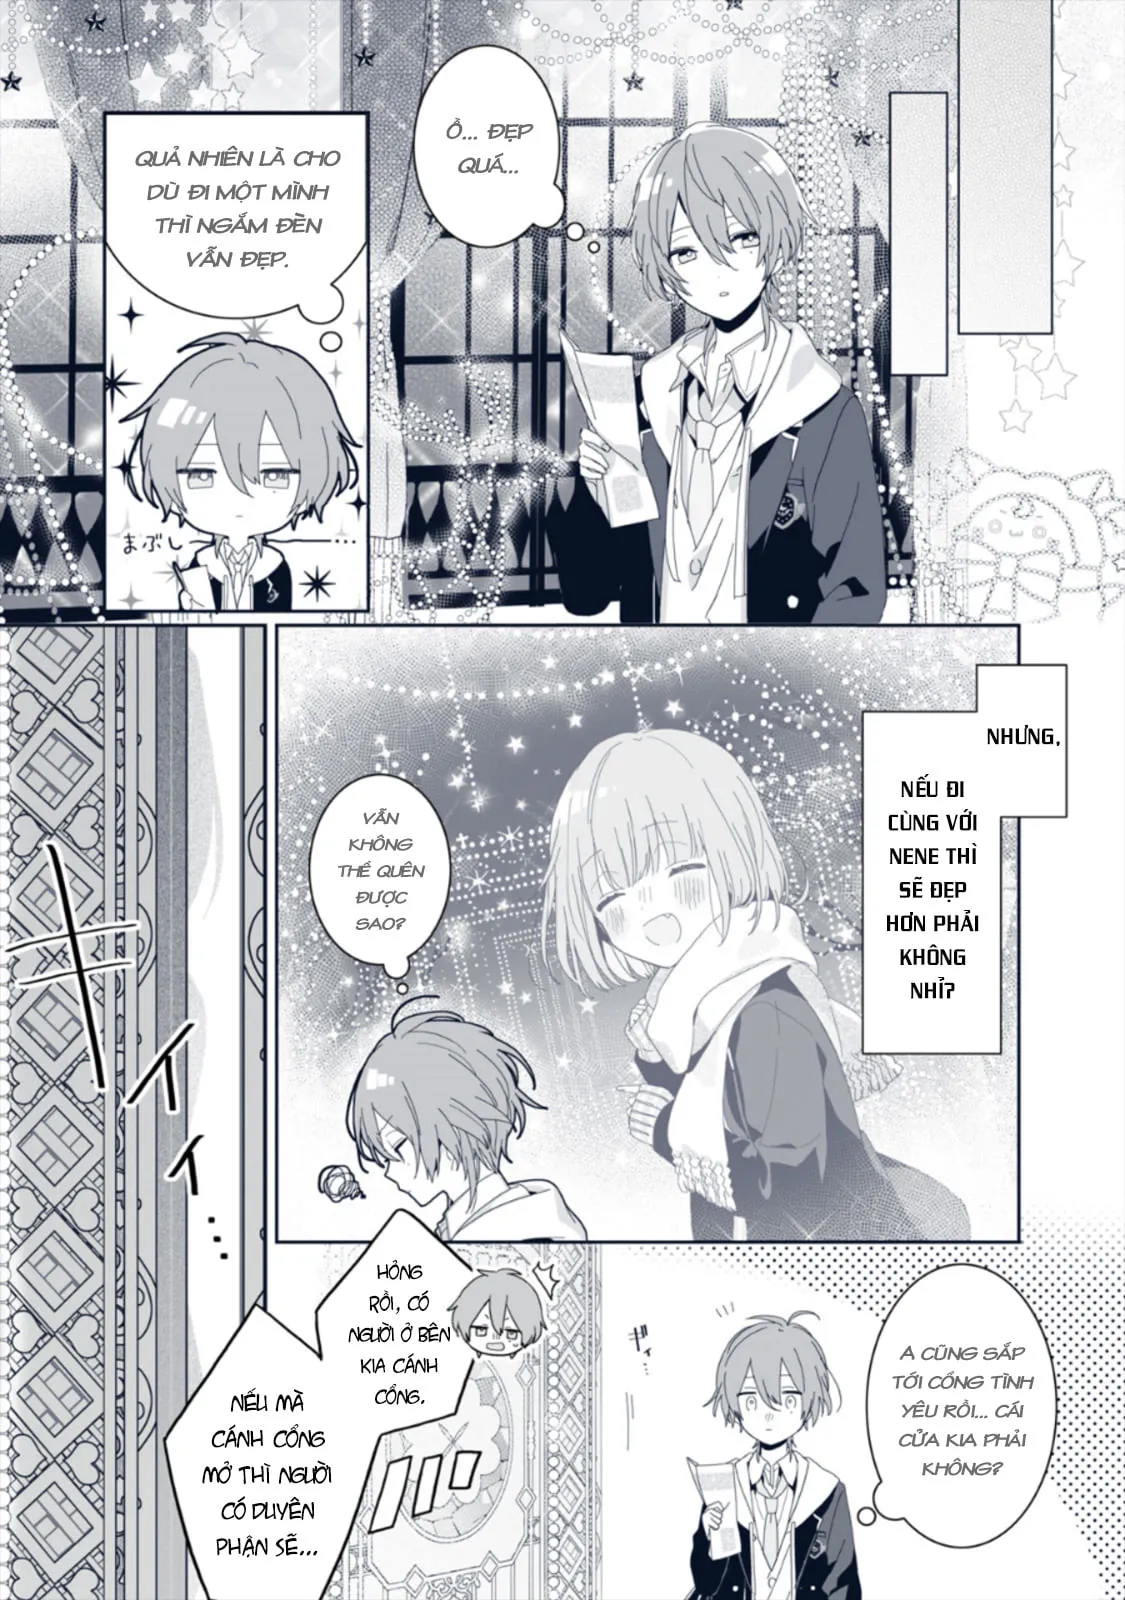 Ồ... ĐẸP
QUÁ...
QUẢ NHIÊN LÀ CHO
DÙ ĐI MỘT MÌNH
THÌ NGẮM ĐÈN
VẪN ĐẸP.
まぶし
...
NHƯNG,
NẾU ĐI
CÙNG VỚI
NENE THÌ
SẼ ĐẸP
HƠN PHẢI
KHÔNG
NHỈ?
VẪN
KHÔNG
THỂ QUÊN
ĐƯỢC
SAO?
A CŨNG SẮP
TỚI CỔNG TÌNH
YÊU RỒI... CÁI
CỬA KIA PHẢI
KHÔNG?
ギィ...
HỎNG
RỒI, CÓ
NGƯỜI Ở BÊN
KIA CÁNH
CỔNG.
NẾU MÀ
CÁNH CỔNG
MỞ THÌ NGƯỜI
CÓ DUYÊN
PHẬN SẼ...
ギィィ...